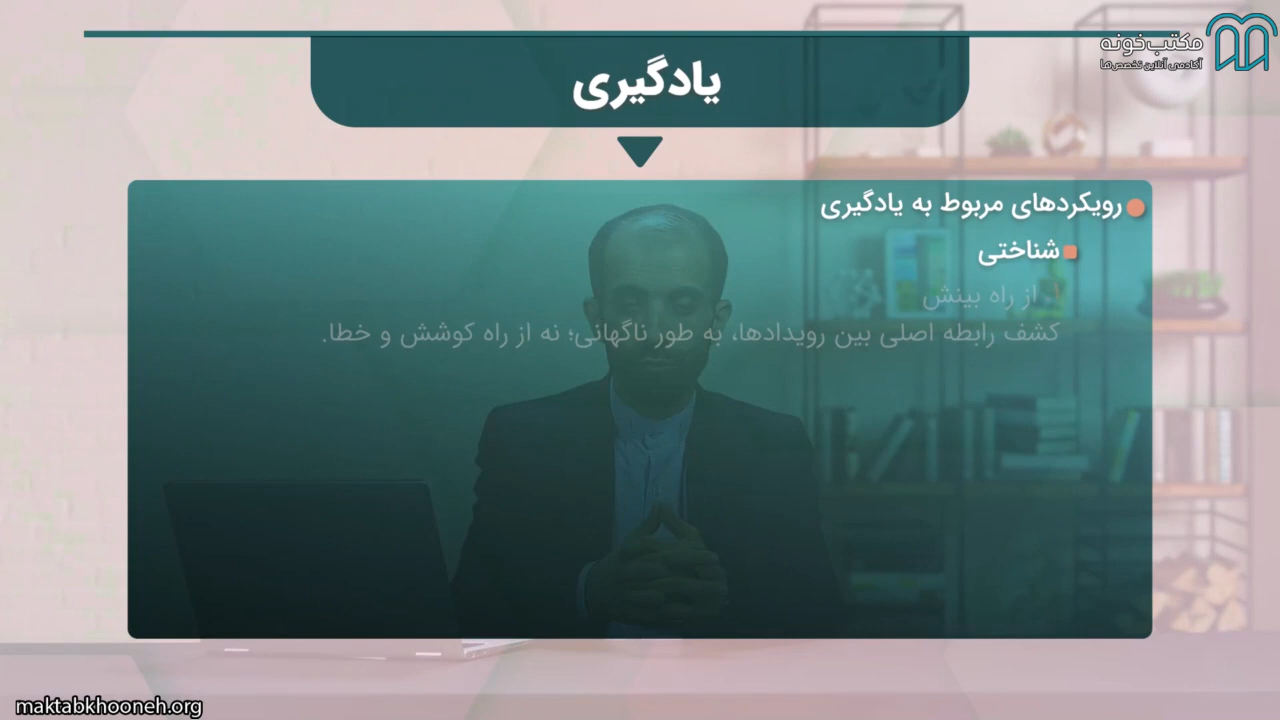 مکتب‌خونه
آکادمی آنلاین تخصص‌ها
یادگیری
رویکردهای مربوط به یادگیری
شناختی
از راه بینش
کشف رابطه اصلی بین رویدادها، به طور ناگهانی؛ نه از راه کوشش و خطا.
maktabkhooneh.org